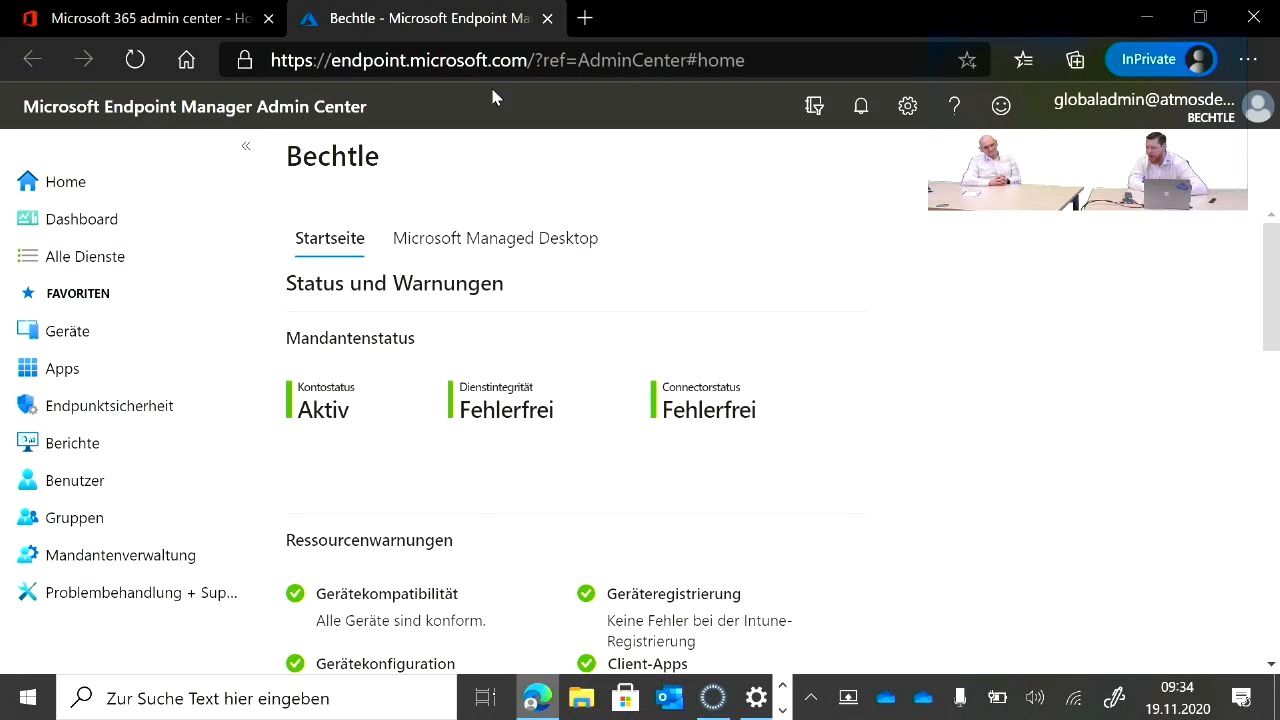 Microsoft 365 admin center - Ho
Bechtle - Microsoft Endpoint Ma
https://endpoint.microsoft.com/?ref=AdminCenter#home
InPrivate
Microsoft Endpoint Manager Admin Center
globaladmin@atmosde...
BECHTLE
Home
Dashboard
Alle Dienste
FAVORITEN
Geräte
Apps
Endpunktsicherheit
Berichte
Benutzer
Gruppen
Mandantenverwaltung
Problembehandlung + Sup...
Bechtle
Startseite
Microsoft Managed Desktop
Status und Warnungen
Mandantenstatus
Kontostatus
Aktiv
Dienstintegrität
Fehlerfrei
Connectorstatus
Fehlerfrei
Ressourcenwarnungen
Gerätekompatibilität
Alle Geräte sind konform.
Geräteregistrierung
Keine Fehler bei der Intune-
Registrierung
Gerätekonfiguration
Client-Apps
Zur Suche Text hier eingeben
09:34
19.11.2020